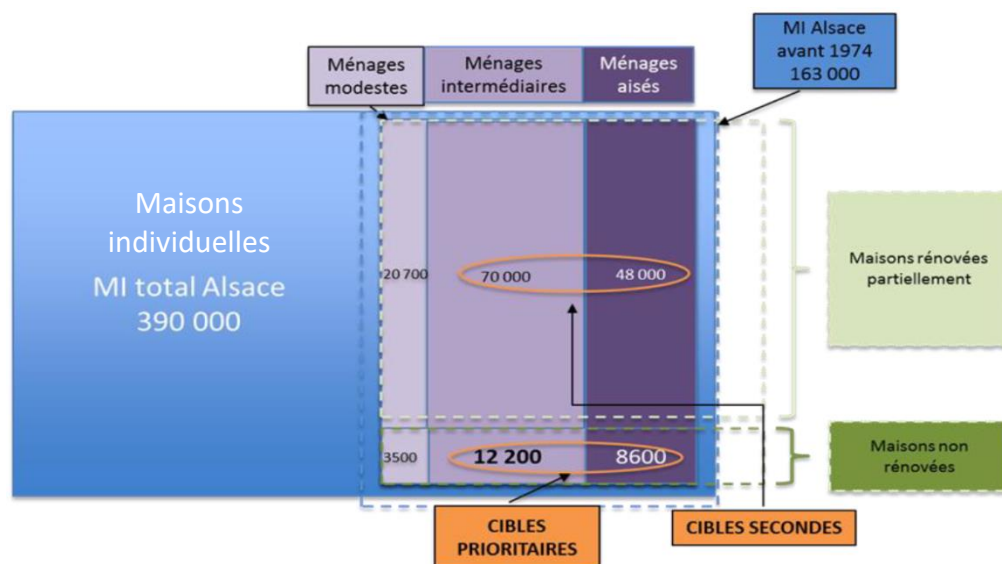 MI Alsace
avant 1974
163 000
Ménages
modestes
Ménages
intermédiaires
Ménages
aisés
Maisons
individuelles
MI total Alsace
390 000
20 700
70 000
48 000
Maisons rénovées
partiellement
3500
12 200
8600
Maisons non
rénovées
CIBLES
PRIORITAIRES
CIBLES SECONDES